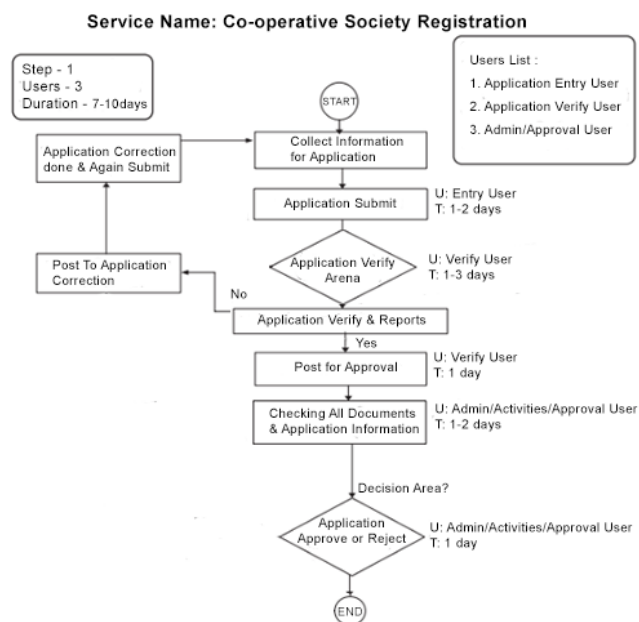 Service Name: Co-operative Society Registration
Step - 1
Users - 3
Duration - 7-10days
Users List :
1. Application Entry User
2. Application Verify User
3. Admin/Approval User
START
Collect Information
for Application
Application Correction
done & Again Submit
Application Submit
U: Entry User
T: 1-2 days
Application Verify
Arena
U: Verify User
T: 1-3 days
Post To Application
Correction
No
Application Verify & Reports
Yes
Post for Approval
U: Verify User
T: 1 day
Checking All Documents
& Application Information
U: Admin/Activities/Approval User
T: 1-2 days
Decision Area?
Application
Approve or Reject
U: Admin/Activities/Approval User
T: 1 day
END